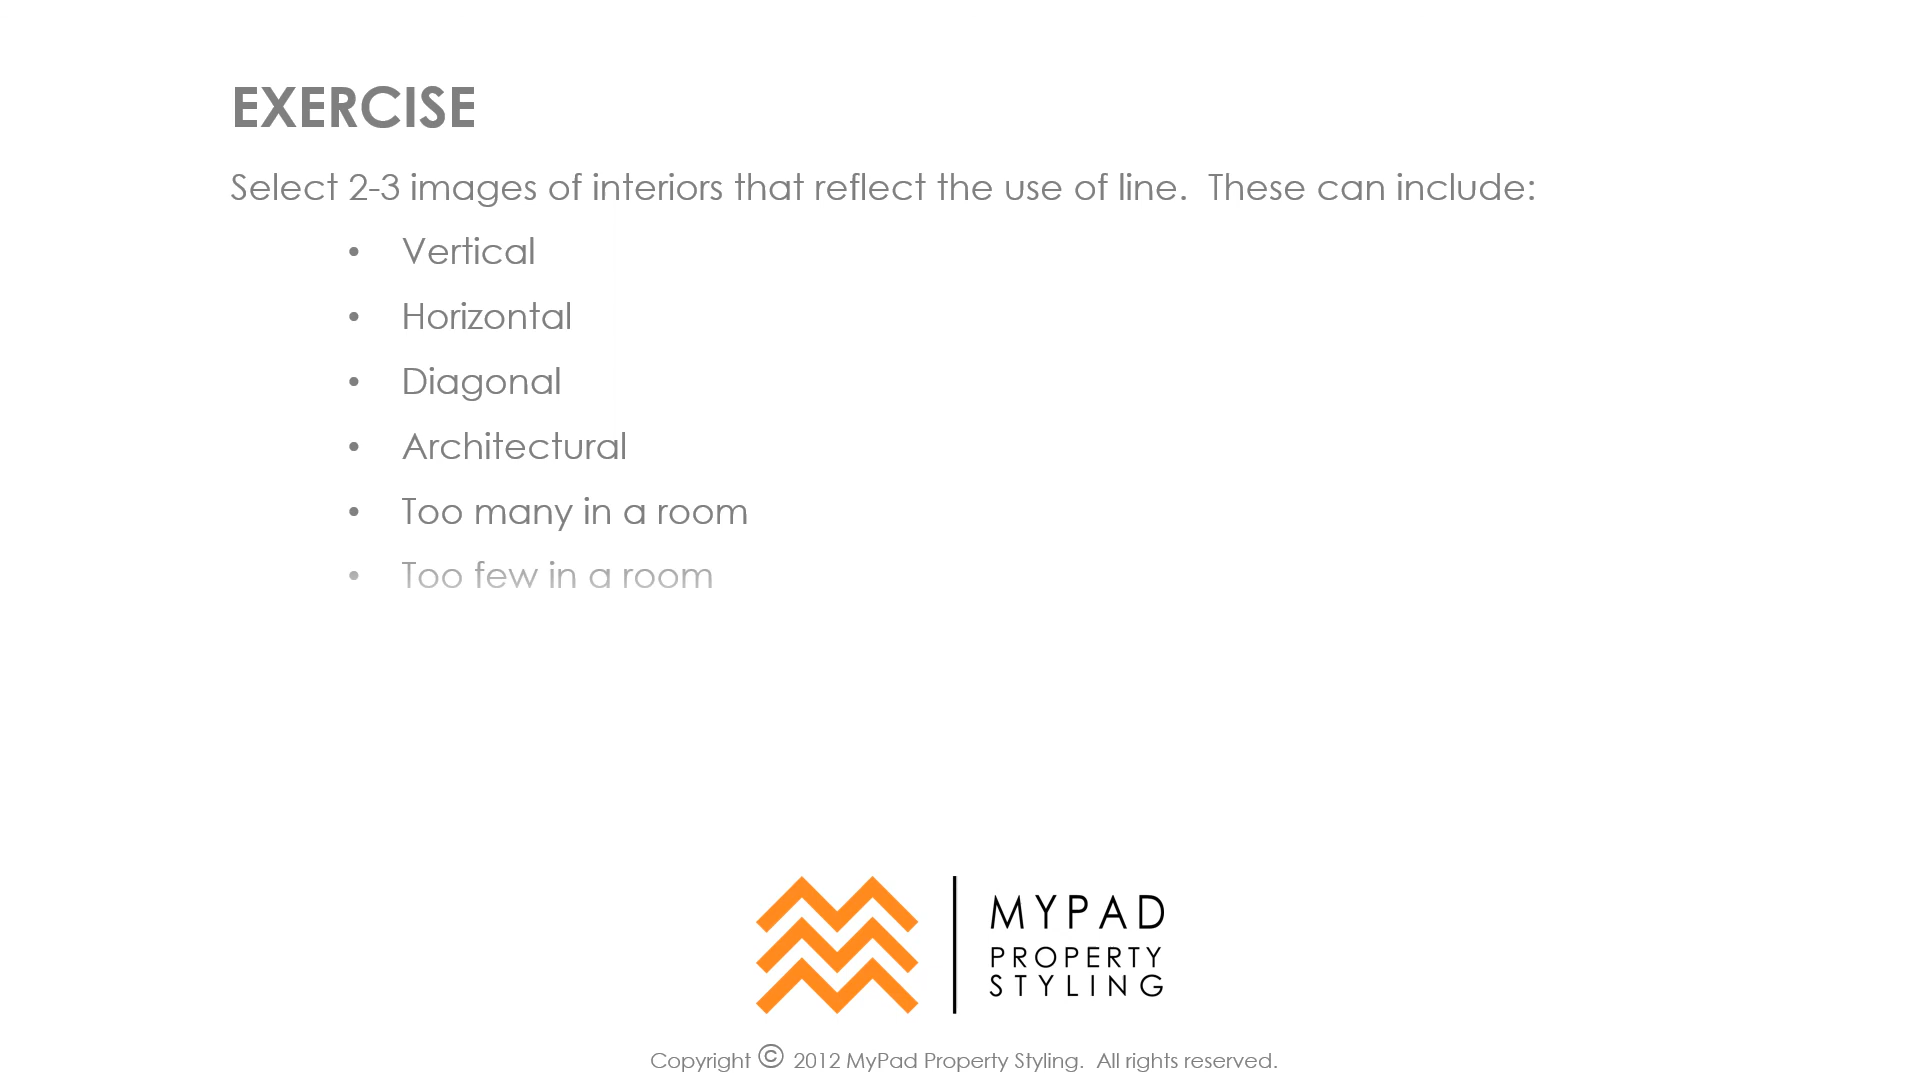 EXERCISE
Select 2-3 images of interiors that reflect the use of line.  These can include:
• Vertical
• Horizontal
• Diagonal
• Architectural
• Too many in a room
• Too few in a room
MYPAD
PROPERTY
STYLING
Copyright © 2012 MyPad Property Styling.  All rights reserved.